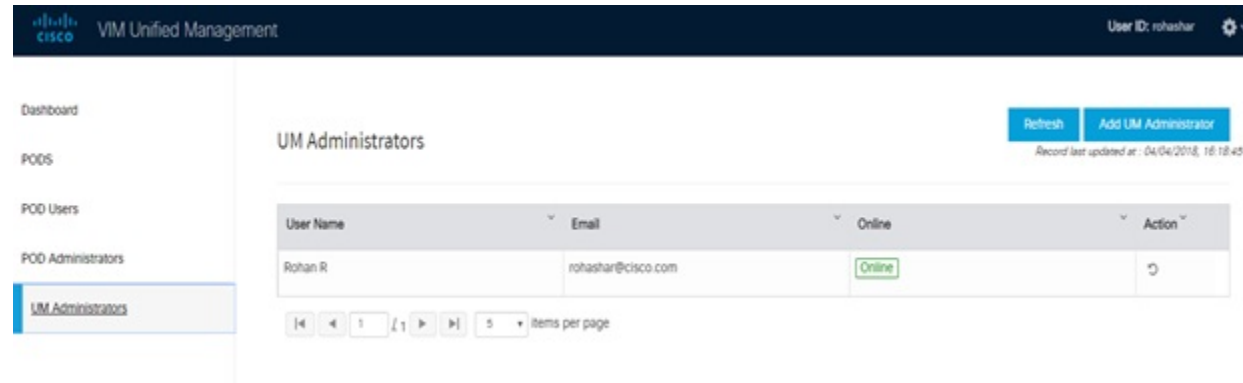 cisco VIM Unified Management User ID: rohashar
Dashboard
PODS
POD Users
POD Administrators
UM Administrators
UM Administrators
Refresh Add UM Administrator
Record last updated at : 04/04/2018, 16:18:45
User Name Email Online Action
Rohan R rohashar@cisco.com Online
1 / 1 5 items per page